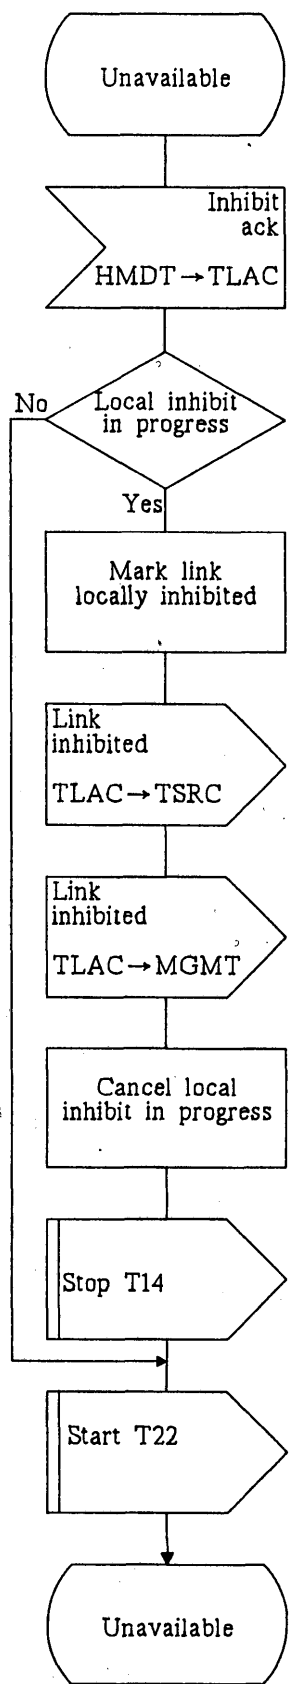 Unavailable
Inhibit
ack
HMDT→TLAC
No
Local inhibit
in progress
Yes
Mark link
locally inhibited
Link
inhibited
TLAC→TSRC
Link
inhibited
TLAC→MGMT
Cancel local
inhibit in progress
Stop T14
Start T22
Unavailable